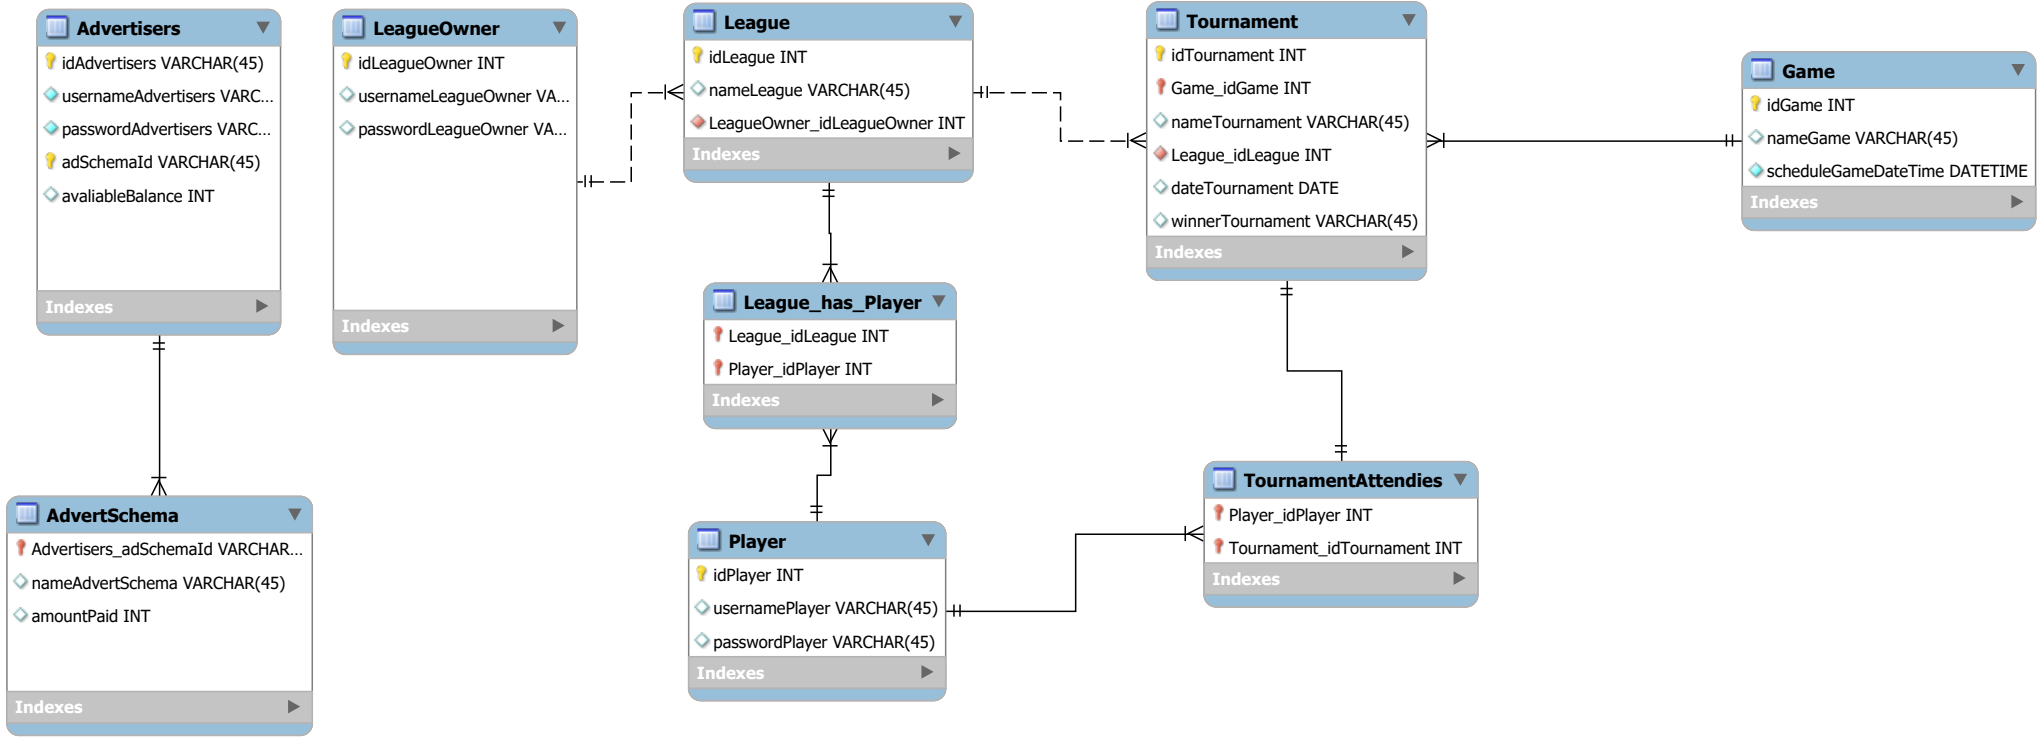 Advertisers
idAdvertisers VARCHAR(45)
usernameAdvertisers VARC...
passwordAdvertisers VARC...
adSchemaId VARCHAR(45)
avaliableBalance INT
Indexes
LeagueOwner
idLeagueOwner INT
usernameLeagueOwner VA...
passwordLeagueOwner VA...
Indexes
League
idLeague INT
nameLeague VARCHAR(45)
LeagueOwner_idLeagueOwner INT
Indexes
Tournament
idTournament INT
Game_idGame INT
nameTournament VARCHAR(45)
League_idLeague INT
dateTournament DATE
winnerTournament VARCHAR(45)
Indexes
Game
idGame INT
nameGame VARCHAR(45)
scheduleGameDateTime DATETIME
Indexes
League_has_Player
League_idLeague INT
Player_idPlayer INT
Indexes
AdvertSchema
Advertisers_adSchemaId VARCHAR...
nameAdvertSchema VARCHAR(45)
amountPaid INT
Indexes
Player
idPlayer INT
usernamePlayer VARCHAR(45)
passwordPlayer VARCHAR(45)
Indexes
TournamentAttendies
Player_idPlayer INT
Tournament_idTournament INT
Indexes